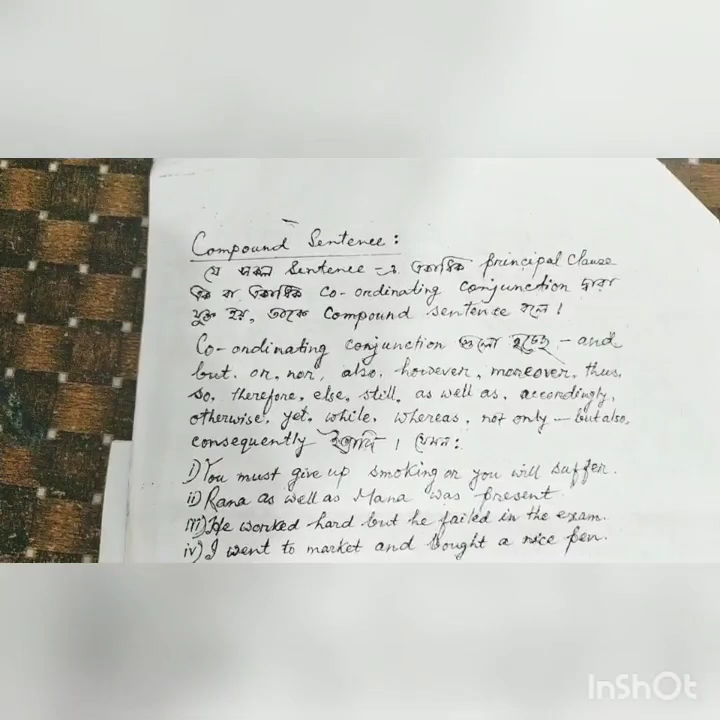 Compound Sentence :
যে সকল Sentence -এ একাধিক principal clause
এক বা একাধিক co-ordinating conjunction দ্বারা
যুক্ত হয়, তাকে Compound sentence বলে ।
Co-ordinating conjunction গুলো হচ্ছে - and
but, or, nor, also, however, moreover, thus,
so, therefore, else, still, as well as, accordingly,
otherwise, yet, while, whereas, not only - but also,
consequently ইত্যাদি । যেমন :
i) You must give up smoking or you will suffer.
ii) Rana as well as Mana was present
iii) He worked hard but he failed in the exam.
iv) I went to market and bought a nice pen.
InShOt